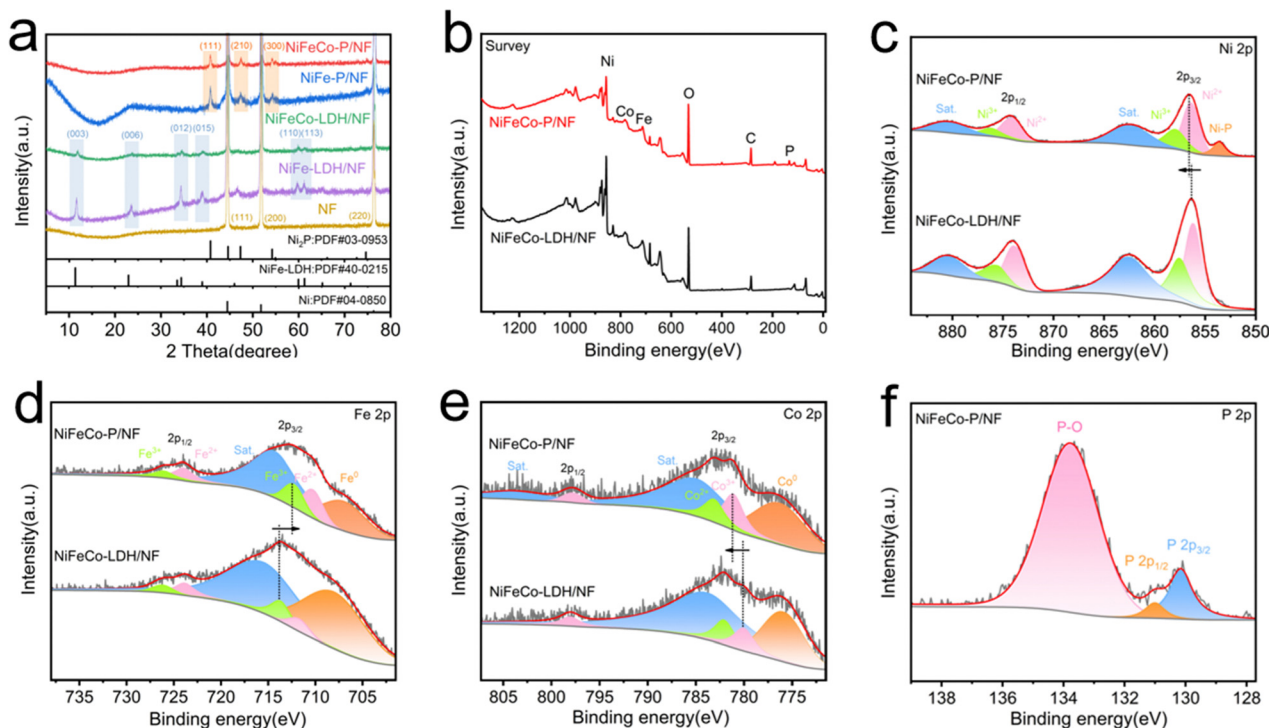 a
(111) (210) (300)
NiFeCo-P/NF
NiFe-P/NF
NiFeCo-LDH/NF
(003) (006) (012) (015) (110)(113)
NiFe-LDH/NF
NF
(111) (200) (220)
Ni₂P:PDF#03-0953
NiFe-LDH:PDF#40-0215
Ni:PDF#04-0850
10 20 30 40 50 60 70 80
2 Theta(degree)
Intensity(a.u.)
b
Survey
Ni
O
Co Fe
NiFeCo-P/NF
C
P
NiFeCo-LDH/NF
1200 1000 800 600 400 200 0
Binding energy(eV)
Intensity(a.u.)
c
Ni 2p
NiFeCo-P/NF
2p₃/₂
2p₁/₂
Sat. Ni³⁺ Ni²⁺ Sat. Ni³⁺ Ni²⁺ Ni-P
NiFeCo-LDH/NF
880 875 870 865 860 855 850
Binding energy(eV)
Intensity(a.u.)
d
Fe 2p
NiFeCo-P/NF
2p₁/₂ 2p₃/₂
Fe³⁺ Fe²⁺ Sat. Fe³⁺ Fe²⁺ Fe⁰
NiFeCo-LDH/NF
735 730 725 720 715 710 705
Binding energy(eV)
Intensity(a.u.)
e
Co 2p
NiFeCo-P/NF
2p₃/₂
Sat. 2p₁/₂ Sat. Co²⁺ Co³⁺ Co⁰
NiFeCo-LDH/NF
805 800 795 790 785 780 775
Binding energy(eV)
Intensity(a.u.)
f
P 2p
NiFeCo-P/NF
P-O
P 2p₃/₂
P 2p₁/₂
138 136 134 132 130 128
Binding energy(eV)
Intensity(a.u.)